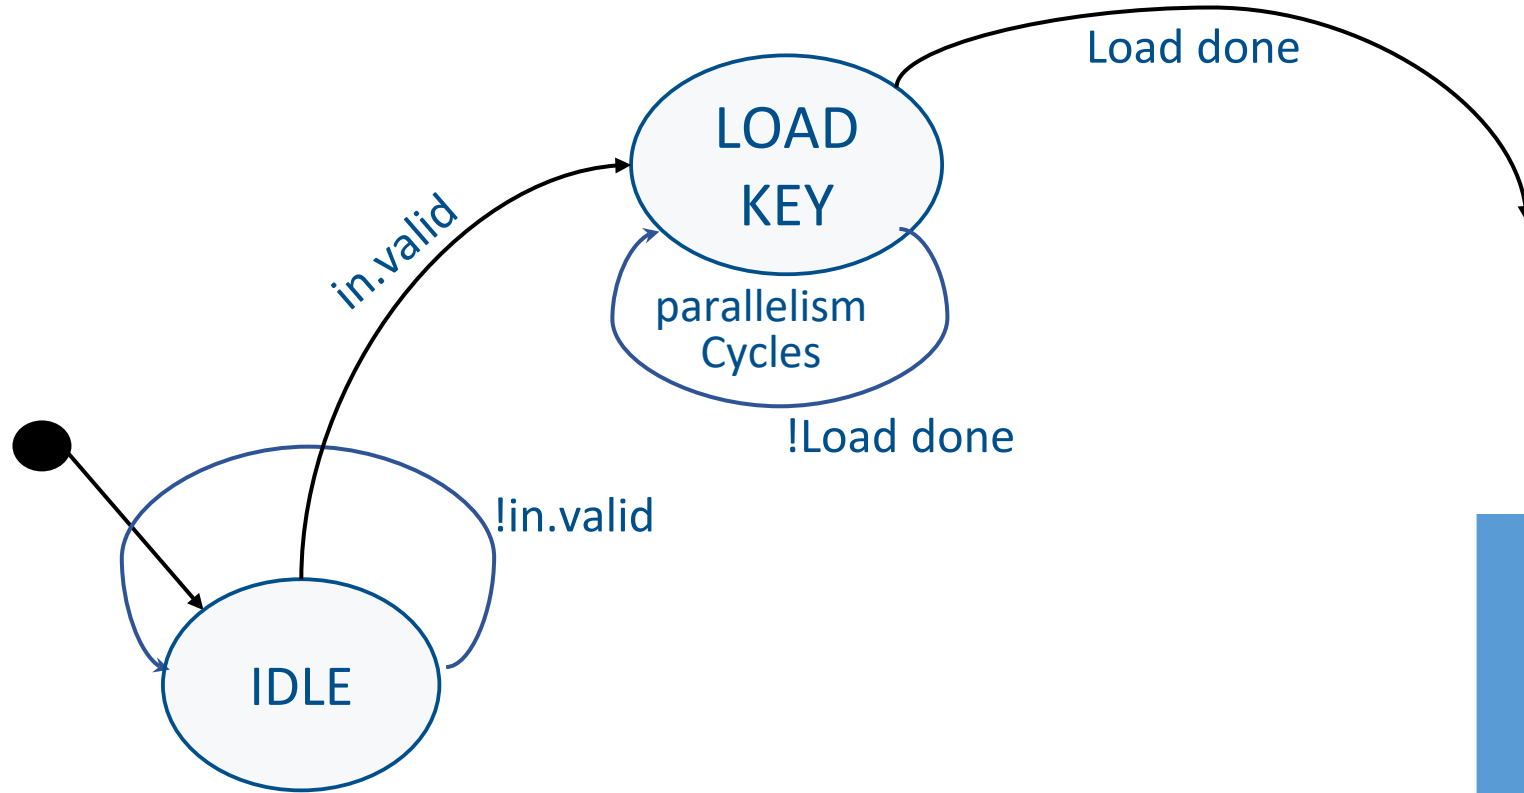 Load done
LOAD
KEY
in.valid
parallelism
Cycles
!Load done
!in.valid
IDLE